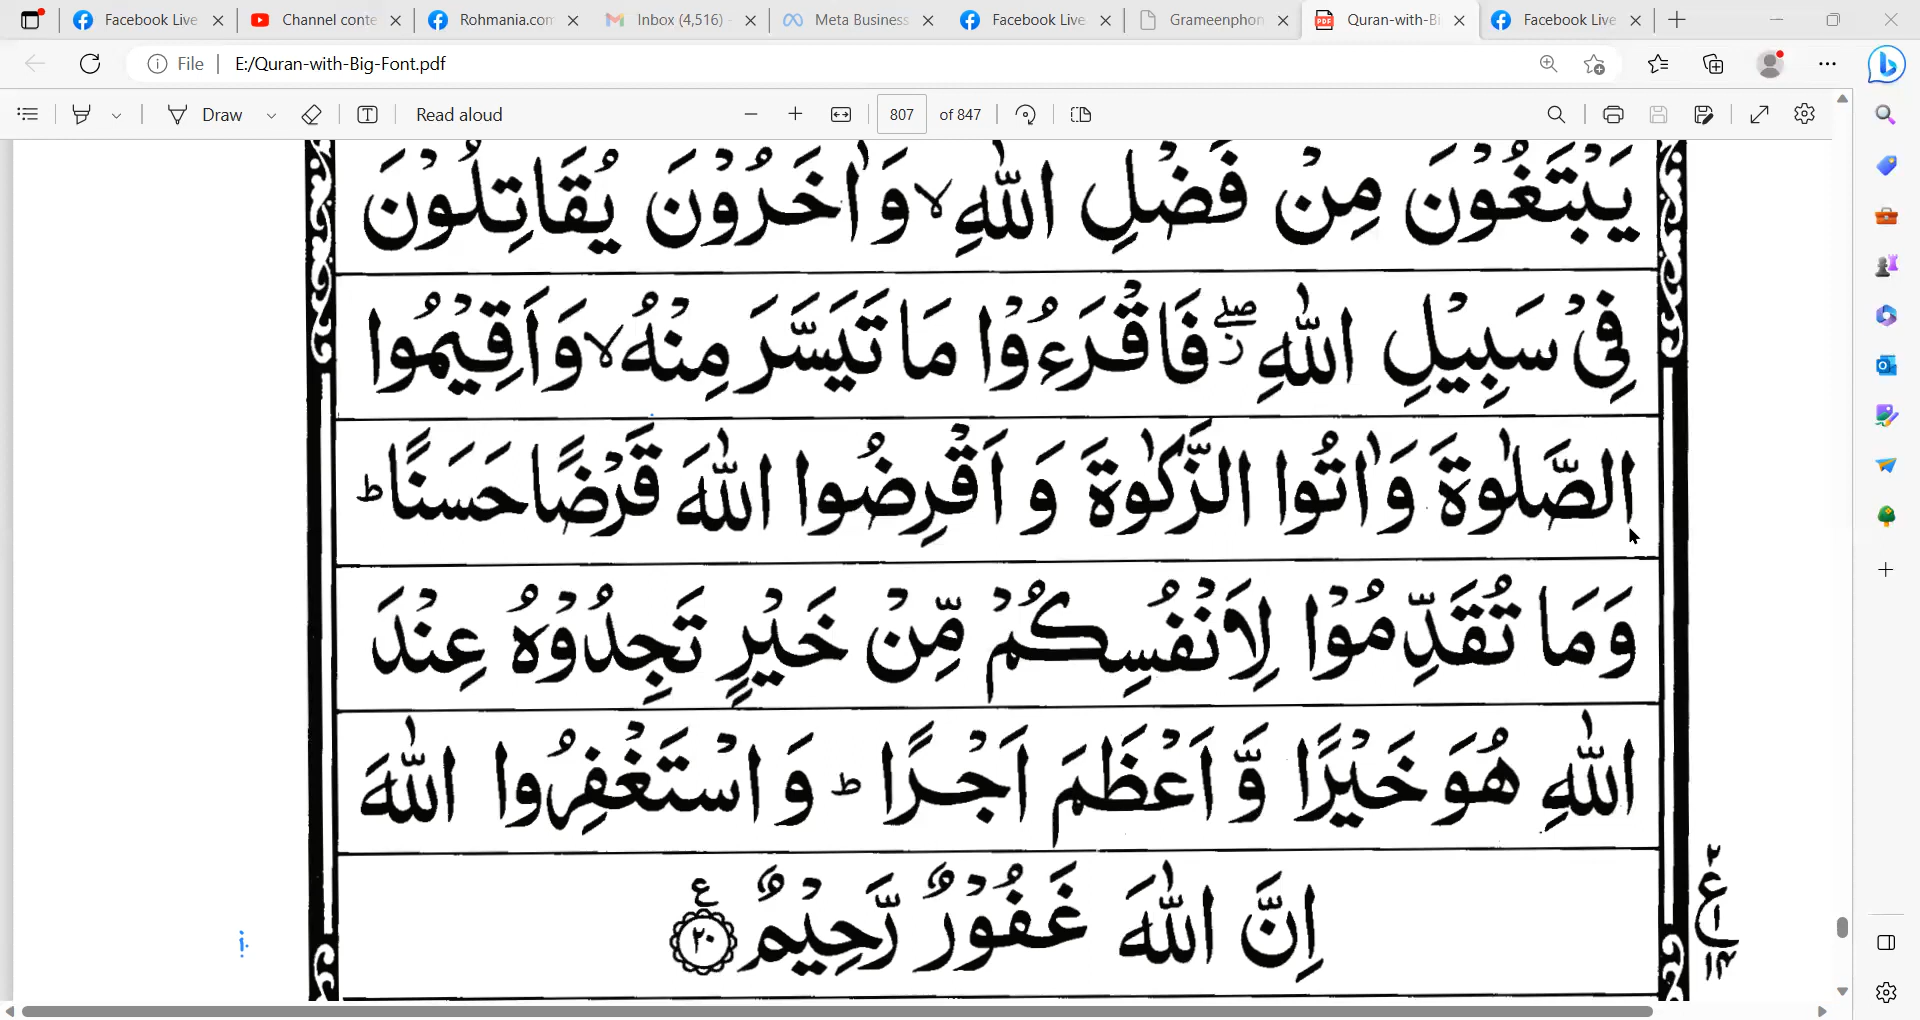 Facebook Live
Channel conte
Rohmania.com
Inbox (4,516) -
Meta Business
Facebook Live
Grameenphon
Quran-with-Bi
Facebook Live
File
E:/Quran-with-Big-Font.pdf
Draw
Read aloud
807 of 847
يَبْتَغُوْنَ مِنْ فَضْلِ اللّٰهِ ۙ وَاٰخَرُوْنَ يُقَاتِلُوْنَ
فِيْ سَبِيْلِ اللّٰهِ ۖز فَاقْرَءُوْا مَا تَيَسَّرَ مِنْهُ ۙ وَاَقِيْمُوا
الصَّلٰوةَ وَاٰتُوا الزَّكٰوةَ وَ اَقْرِضُوا اللّٰهَ قَرْضًا حَسَنًا ؕ
وَمَا تُقَدِّمُوْا لِاَنْفُسِكُمْ مِّنْ خَيْرٍ تَجِدُوْهُ عِنْدَ
اللّٰهِ هُوَ خَيْرًا وَّ اَعْظَمَ اَجْرًا ؕ وَ اسْتَغْفِرُوا اللّٰهَ
اِنَّ اللّٰهَ غَفُوْرٌ رَّحِيْمٌ ع ۲۰